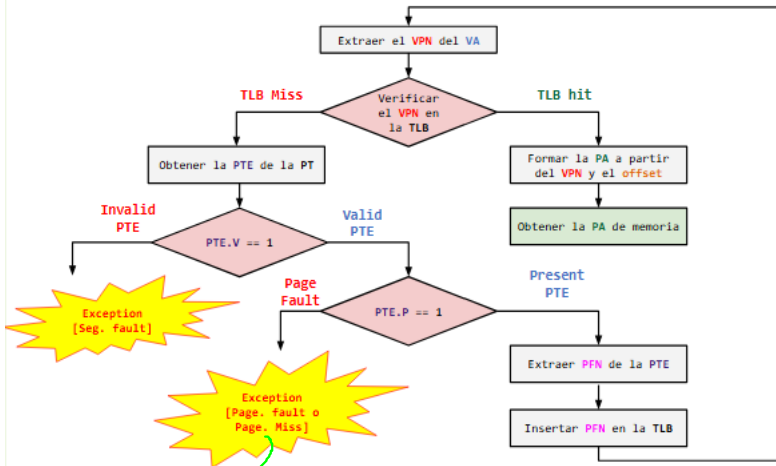 Extraer el VPN del VA
TLB Miss
Verificar
el VPN en
la TLB
TLB hit
Obtener la PTE de la PT
Formar la PA a partir
del VPN y el offset
Invalid
PTE
PTE.V == 1
Valid
PTE
Obtener la PA de memoria
Exception
[Seg. fault]
Page
Fault
PTE.P == 1
Present
PTE
Extraer PFN de la PTE
Exception
[Page. fault o
Page. Miss]
Insertar PFN en la TLB